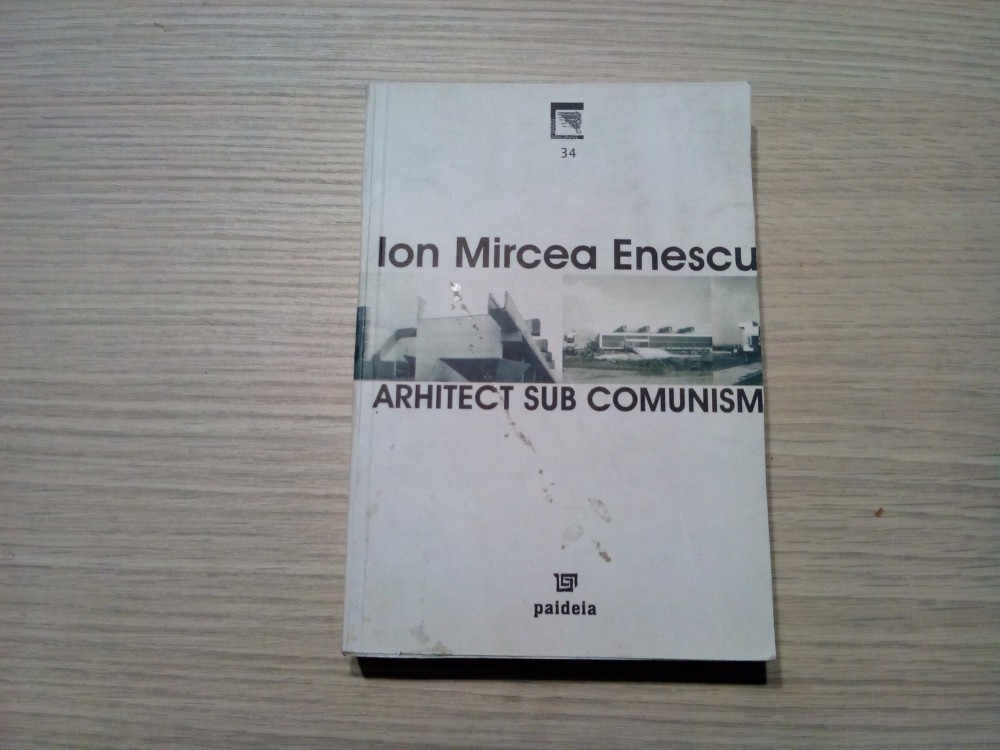 34
Ion Mircea Enescu
ARHITECT SUB COMUNISM
paideia